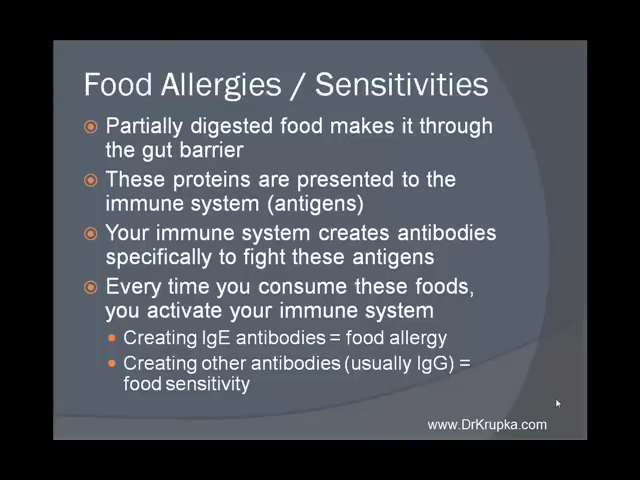 Food Allergies / Sensitivities
Partially digested food makes it through
the gut barrier
These proteins are presented to the
immune system (antigens)
Your immune system creates antibodies
specifically to fight these antigens
Every time you consume these foods,
you activate your immune system
Creating IgE antibodies = food allergy
Creating other antibodies (usually IgG) =
food sensitivity
www.DrKrupka.com